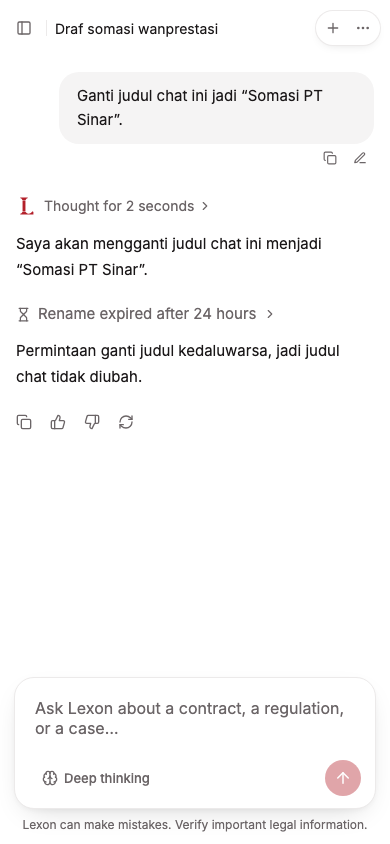 Draf somasi wanprestasi
Ganti judul chat ini jadi “Somasi PT
Sinar”.
Thought for 2 seconds
Saya akan mengganti judul chat ini menjadi
“Somasi PT Sinar”.
Rename expired after 24 hours
Permintaan ganti judul kedaluwarsa, jadi judul
chat tidak diubah.
Ask Lexon about a contract, a regulation,
or a case...
Deep thinking
Lexon can make mistakes. Verify important legal information.